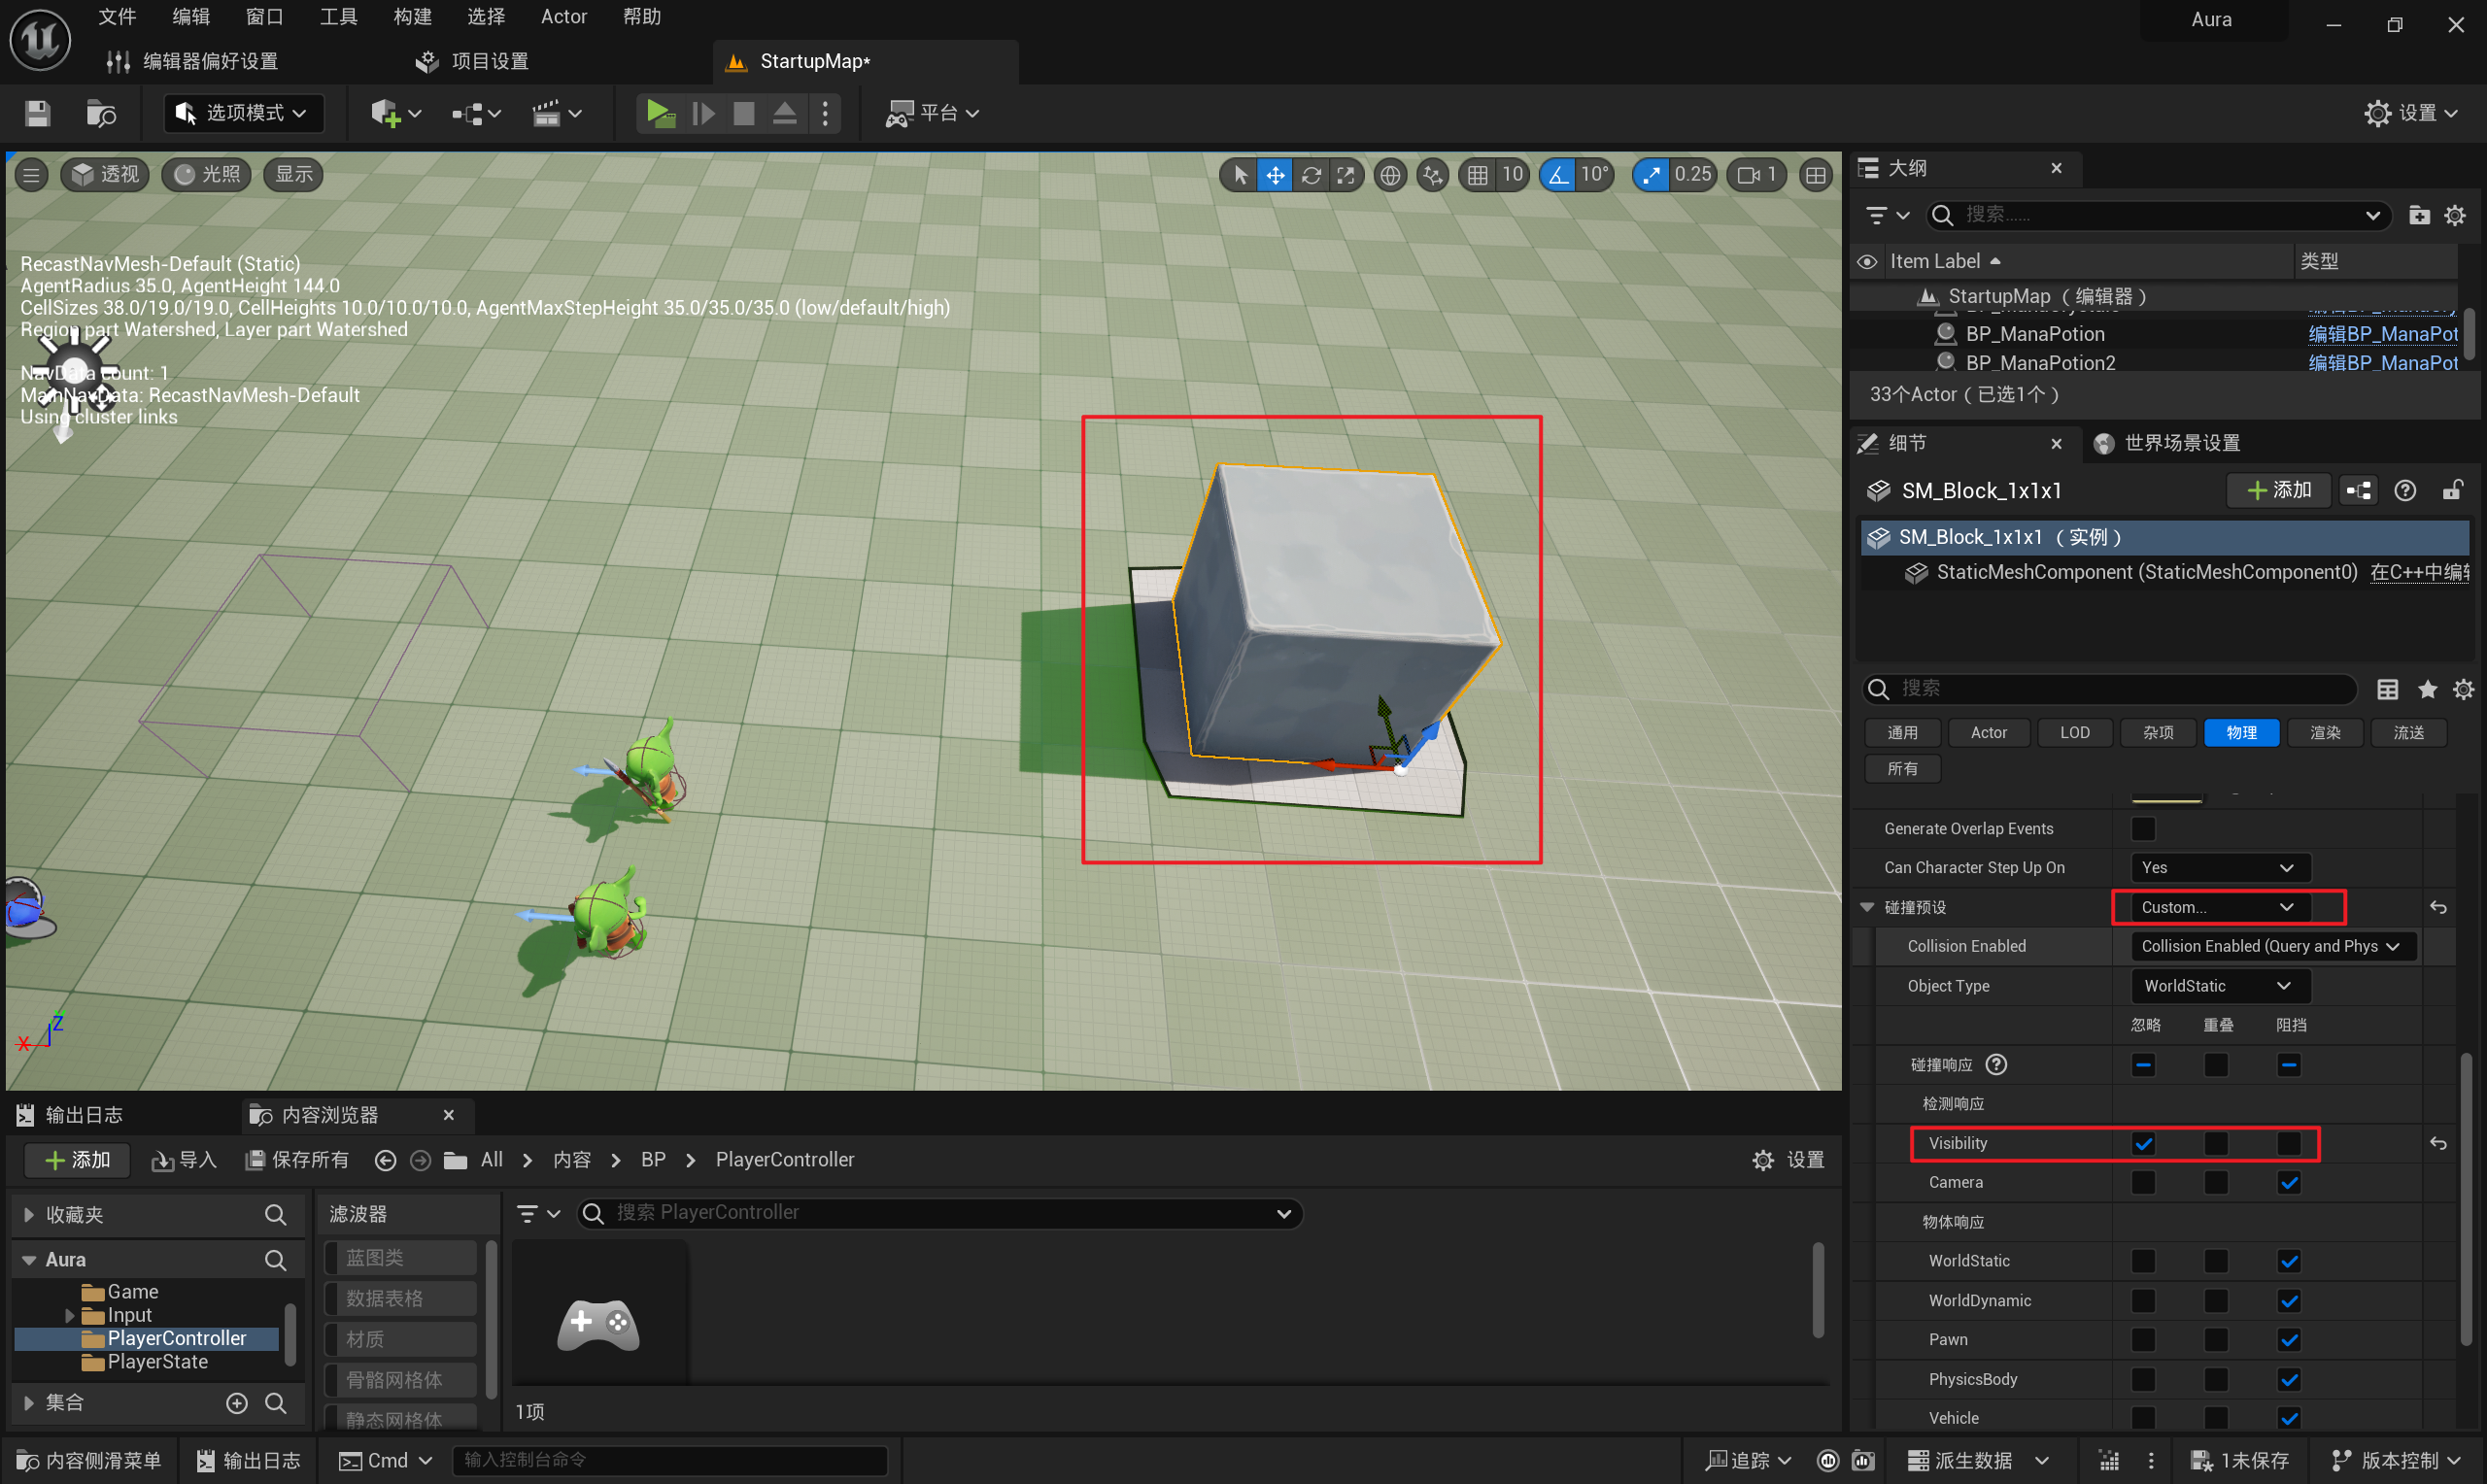 文件 编辑 窗口 工具 构建 选择 Actor 帮助
Aura
编辑器偏好设置 项目设置 StartupMap*
选项模式 平台 设置
透视 光照 显示 10 10° 0.25 1
RecastNavMesh-Default (Static)
AgentRadius 35.0, AgentHeight 144.0
CellSizes 38.0/19.0/19.0, CellHeights 10.0/10.0/10.0, AgentMaxStepHeight 35.0/35.0/35.0 (low/default/high)
Region part Watershed, Layer part Watershed
NavData count: 1
MainNavData: RecastNavMesh-Default
Using cluster links
X Z
大纲
搜索......
Item Label 类型
StartupMap （编辑器）
BP_ManaPotion 编辑BP_ManaPot
BP_ManaPotion2 编辑BP_ManaPot
33个Actor（已选1个）
细节 世界场景设置
SM_Block_1x1x1 添加
SM_Block_1x1x1 （实例）
StaticMeshComponent (StaticMeshComponent0) 在C++中编辑
搜索
通用 Actor LOD 杂项 物理 渲染 流送
所有
Generate Overlap Events
Can Character Step Up On Yes
碰撞预设 Custom...
Collision Enabled Collision Enabled (Query and Phys
Object Type WorldStatic
忽略 重叠 阻挡
碰撞响应
检测响应
Visibility
Camera
物体响应
WorldStatic
WorldDynamic
Pawn
PhysicsBody
Vehicle
输出日志 内容浏览器
添加 导入 保存所有 All 内容 BP PlayerController 设置
收藏夹
Aura
Game
Input
PlayerController
PlayerState
集合
滤波器
蓝图类
数据表格
材质
骨骼网格体
静态网格体
搜索 PlayerController
1项
内容侧滑菜单 输出日志 Cmd 输入控制台命令 追踪 派生数据 1未保存 版本控制